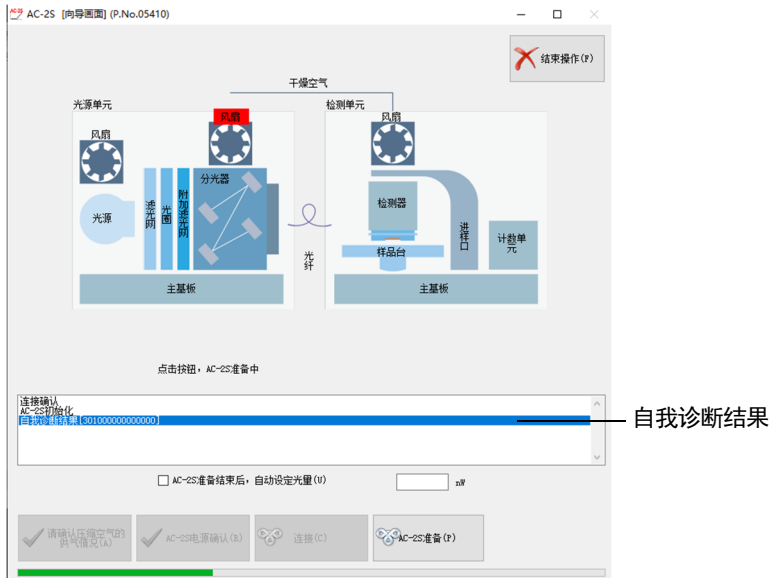 AC-2S [向导画面] (P.No.05410)
结束操作(F)
干燥空气
光源单元
检测单元
风扇
风扇
风扇
分光器
光源
滤光网
光圈
附加滤光网
光纤
检测器
样品台
进样口
计数单元
主基板
主基板
点击按钮，AC-2S准备中
连接确认
AC-2S初始化
自我诊断结果[301000000000000]
自我诊断结果
AC-2S准备结束后，自动设定光量(U)
nW
请确认压缩空气的
供气情况(A)
AC-2S电源确认(B)
连接(C)
AC-2S准备(P)